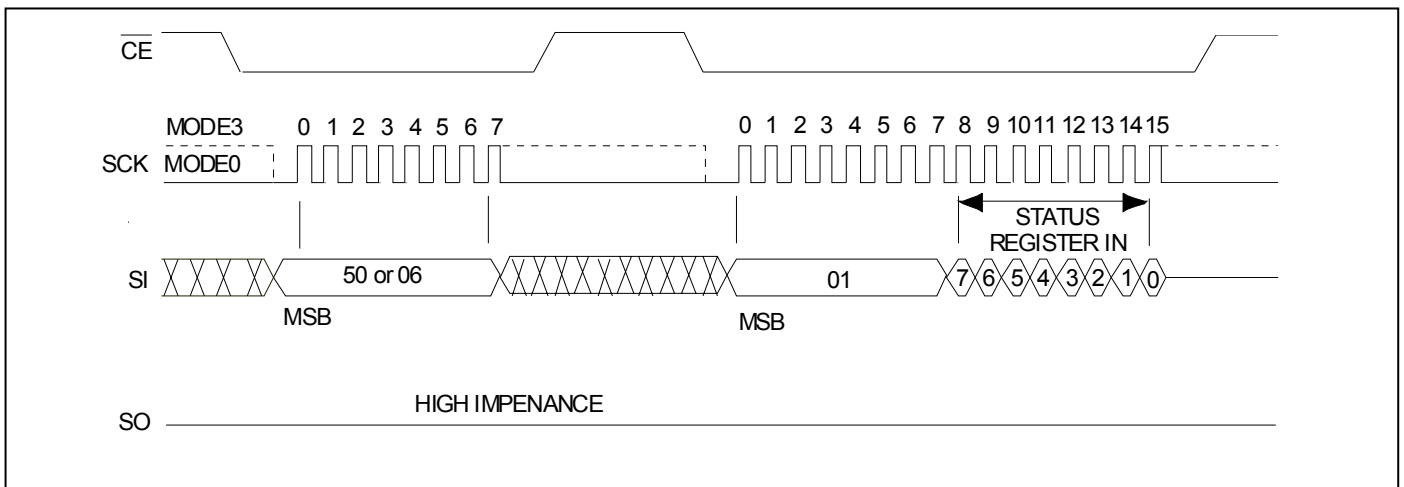 CE
MODE3 0 1 2 3 4 5 6 7 0 1 2 3 4 5 6 7 8 9 10 11 12 13 14 15
SCK MODE0
STATUS
REGISTER IN
SI 50 or 06 01 7 6 5 4 3 2 1 0
MSB MSB
HIGH IMPENANCE
SO